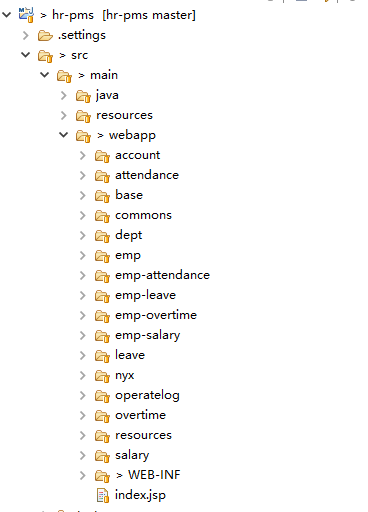 > hr-pms [hr-pms master]
.settings
> src
> main
java
resources
> webapp
account
attendance
base
commons
dept
emp
emp-attendance
emp-leave
emp-overtime
emp-salary
leave
nyx
operatelog
overtime
resources
salary
> WEB-INF
index.jsp